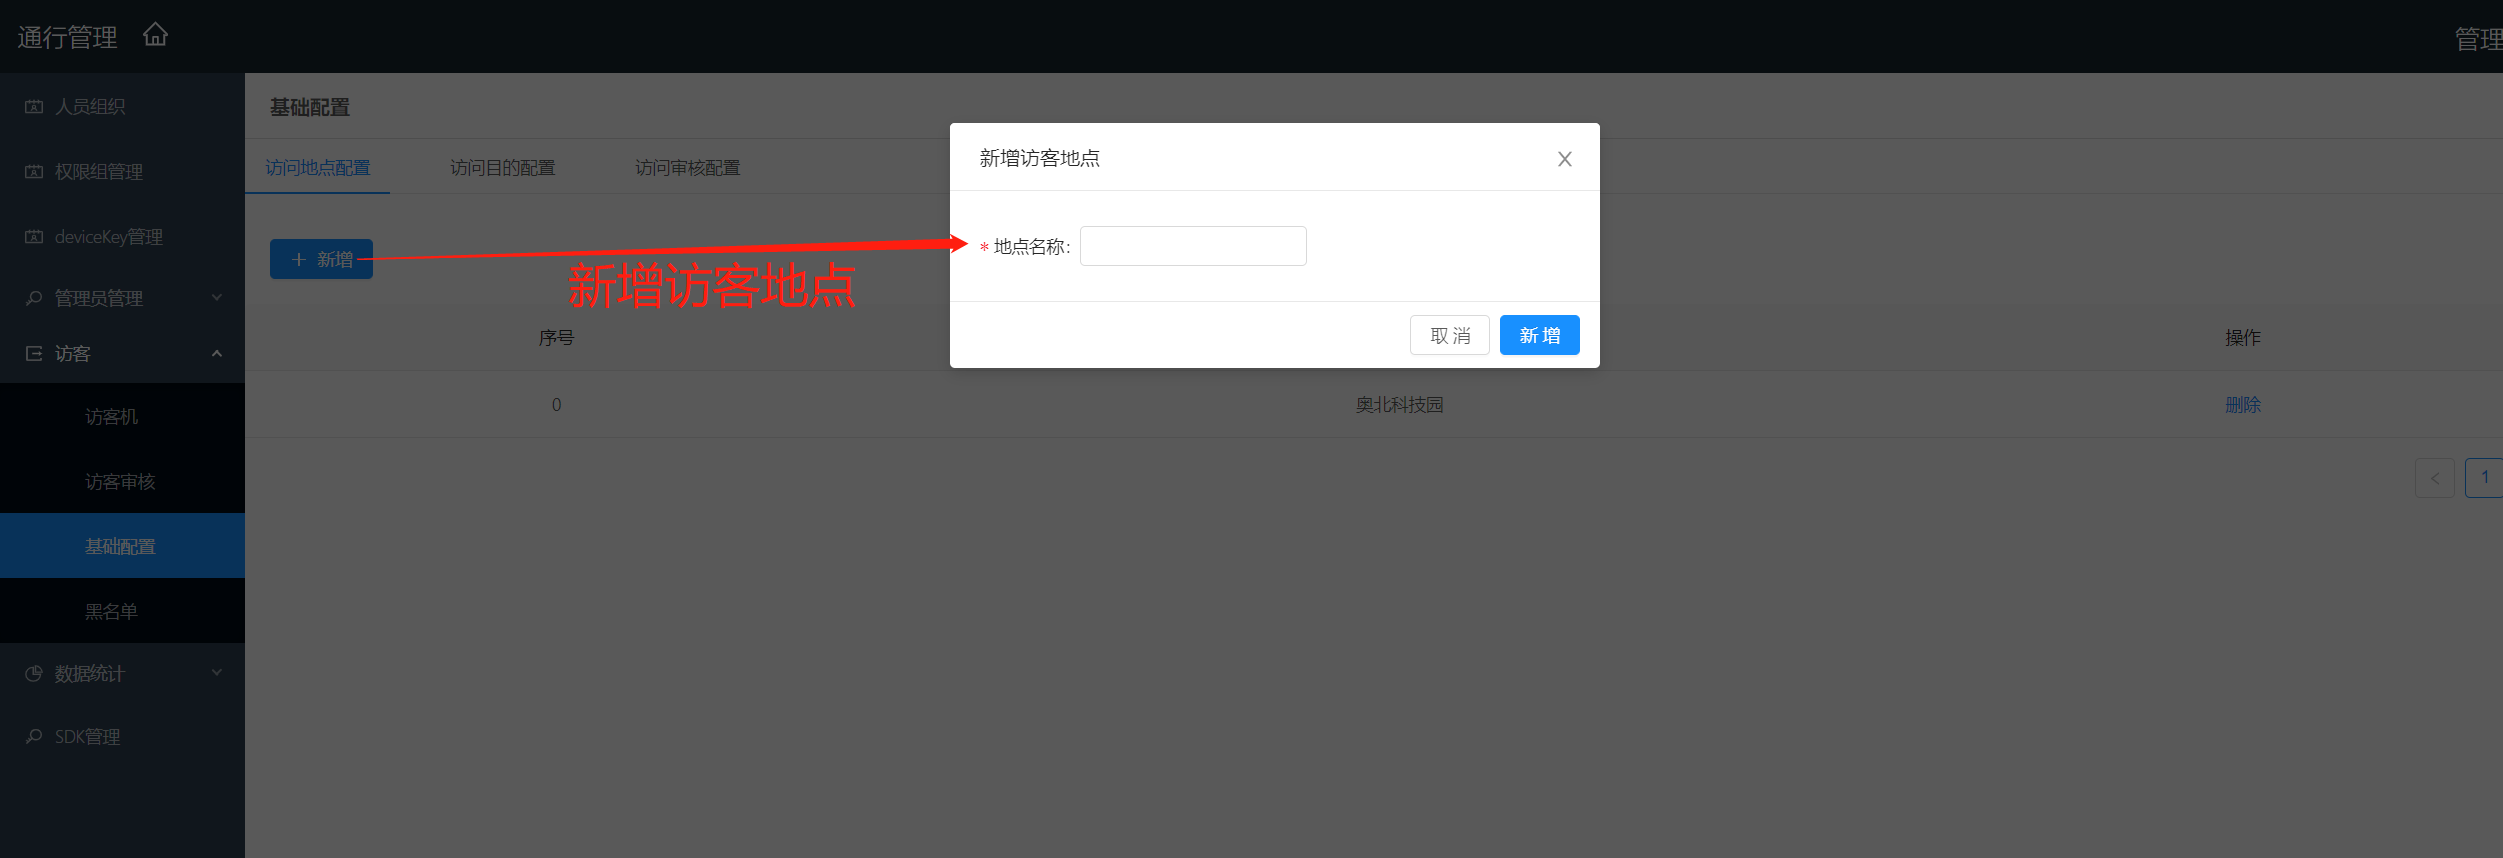 通行管理
管理
人员组织
权限组管理
deviceKey管理
管理员管理
访客
访客机
访客审核
基础配置
黑名单
数据统计
SDK管理
基础配置
访问地点配置 访问目的配置 访问审核配置
+ 新增
新增访客地点
序号 操作
0 奥北科技园 删除
< 1
新增访客地点 X
* 地点名称:
取 消 新 增